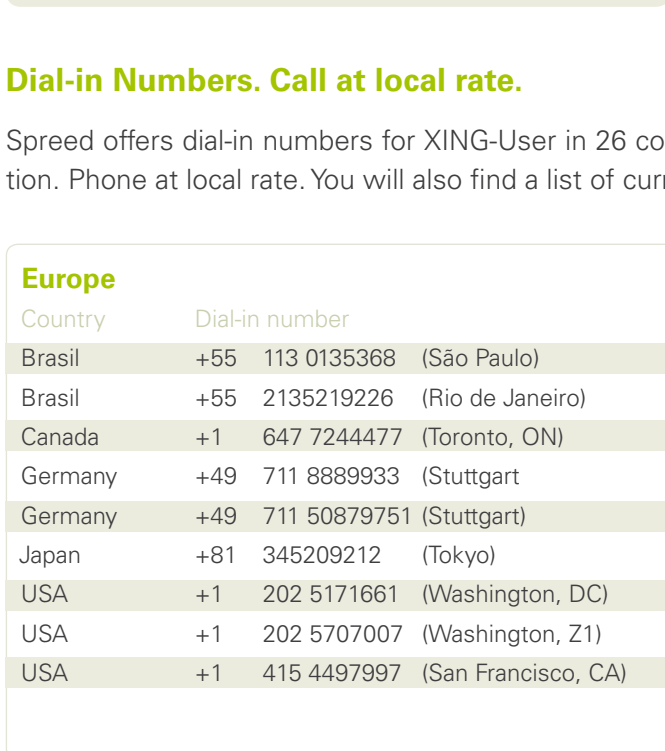 Dial-in Numbers. Call at local rate.
Spreed offers dial-in numbers for XING-User in 26
tion. Phone at local rate. You will also find a list of
Europe
Country Dial-in number
Brasil +55 113 0135368 (São Paulo)
Brasil +55 2135219226 (Rio de Janeiro)
Canada +1 647 7244477 (Toronto, ON)
Germany +49 711 8889933 (Stuttgart
Germany +49 711 50879751 (Stuttgart)
Japan +81 345209212 (Tokyo)
USA +1 202 5171661 (Washington, DC)
USA +1 202 5707007 (Washington, Z1)
USA +1 415 4497997 (San Francisco, CA)